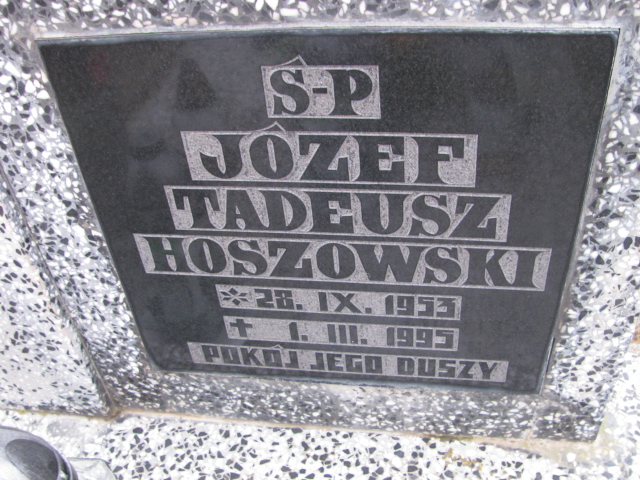 Ś-P
JÓZEF
TADEUSZ
HOSZOWSKI
* 28. IX. 1953
✝ 1. III. 1995
POKÓJ JEGO DUSZY